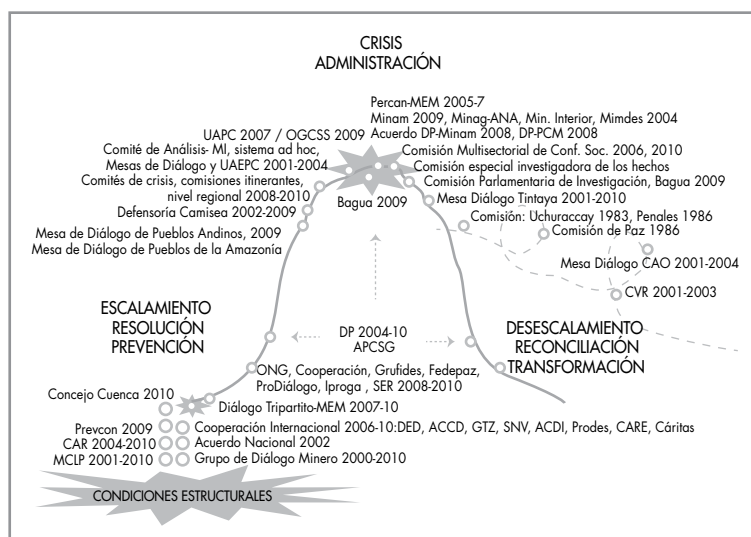 CRISIS
ADMINISTRACIÓN
Percan-MEM 2005-7
Minam 2009, Minag-ANA, Min. Interior, Mimdes 2004
UAPC 2007 / OGCSS 2009
Acuerdo DP-Minam 2008, DP-PCM 2008
Comité de Análisis- MI, sistema ad hoc,
Mesas de Diálogo y UAEPC 2001-2004
Comisión Multisectorial de Conf. Soc. 2006, 2010
Comisión especial investigadora de los hechos
Comités de crisis, comisiones itinerantes,
nivel regional 2008-2010
Comisión Parlamentaria de Investigación, Bagua 2009
Bagua 2009
Mesa Diálogo Tintaya 2001-2010
Defensoría Camisea 2002-2009
Comisión: Uchuraccay 1983, Penales 1986
Comisión de Paz 1986
Mesa de Diálogo de Pueblos Andinos, 2009
Mesa de Diálogo de Pueblos de la Amazonía
Mesa Diálogo CAO 2001-2004
CVR 2001-2003
ESCALAMIENTO
RESOLUCIÓN
PREVENCIÓN
DP 2004-10
APCSG
DESESCALAMIENTO
RECONCILIACIÓN
TRANSFORMACIÓN
ONG, Cooperación, Grufides, Fedepaz,
ProDiálogo, Iproga , SER 2008-2010
Concejo Cuenca 2010
Diálogo Tripartito-MEM 2007-10
Prevcon 2009
Cooperación Internacional 2006-10:DED, ACCD, GTZ, SNV, ACDI, Prodes, CARE, Cáritas
CAR 2004-2010
Acuerdo Nacional 2002
MCLP 2001-2010
Grupo de Diálogo Minero 2000-2010
CONDICIONES ESTRUCTURALES